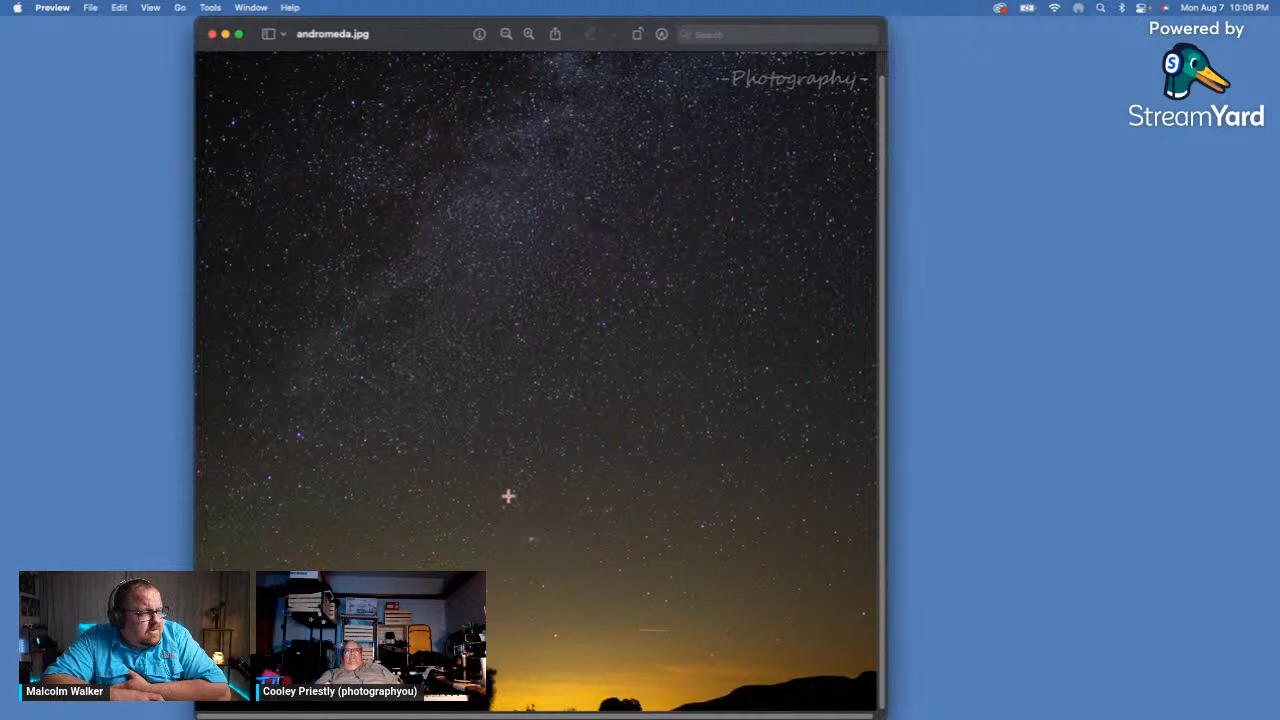 Preview File Edit View Go Tools Window Help
Mon Aug 7 10:06 PM
andromeda.jpg
Search
Powered by
StreamYard
- Photography -
Malcolm Walker
Cooley Priestly (photographyou)